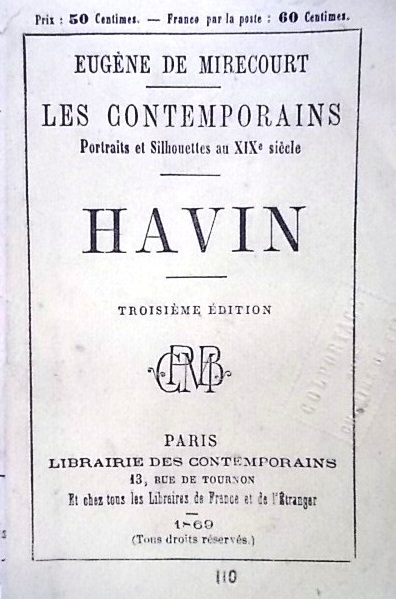 Prix : 50 Centimes. — Franco par la poste : 60 Centimes.
EUGÈNE DE MIRECOURT
LES CONTEMPORAINS
Portraits et Silhouettes au XIXe siècle
HAVIN
TROISIÈME ÉDITION
PARIS
LIBRAIRIE DES CONTEMPORAINS
13, RUE DE TOURNON
Et chez tous les Libraires de France et de l'Étranger
1869
(Tous droits réservés.)
110
COLPORTAGE